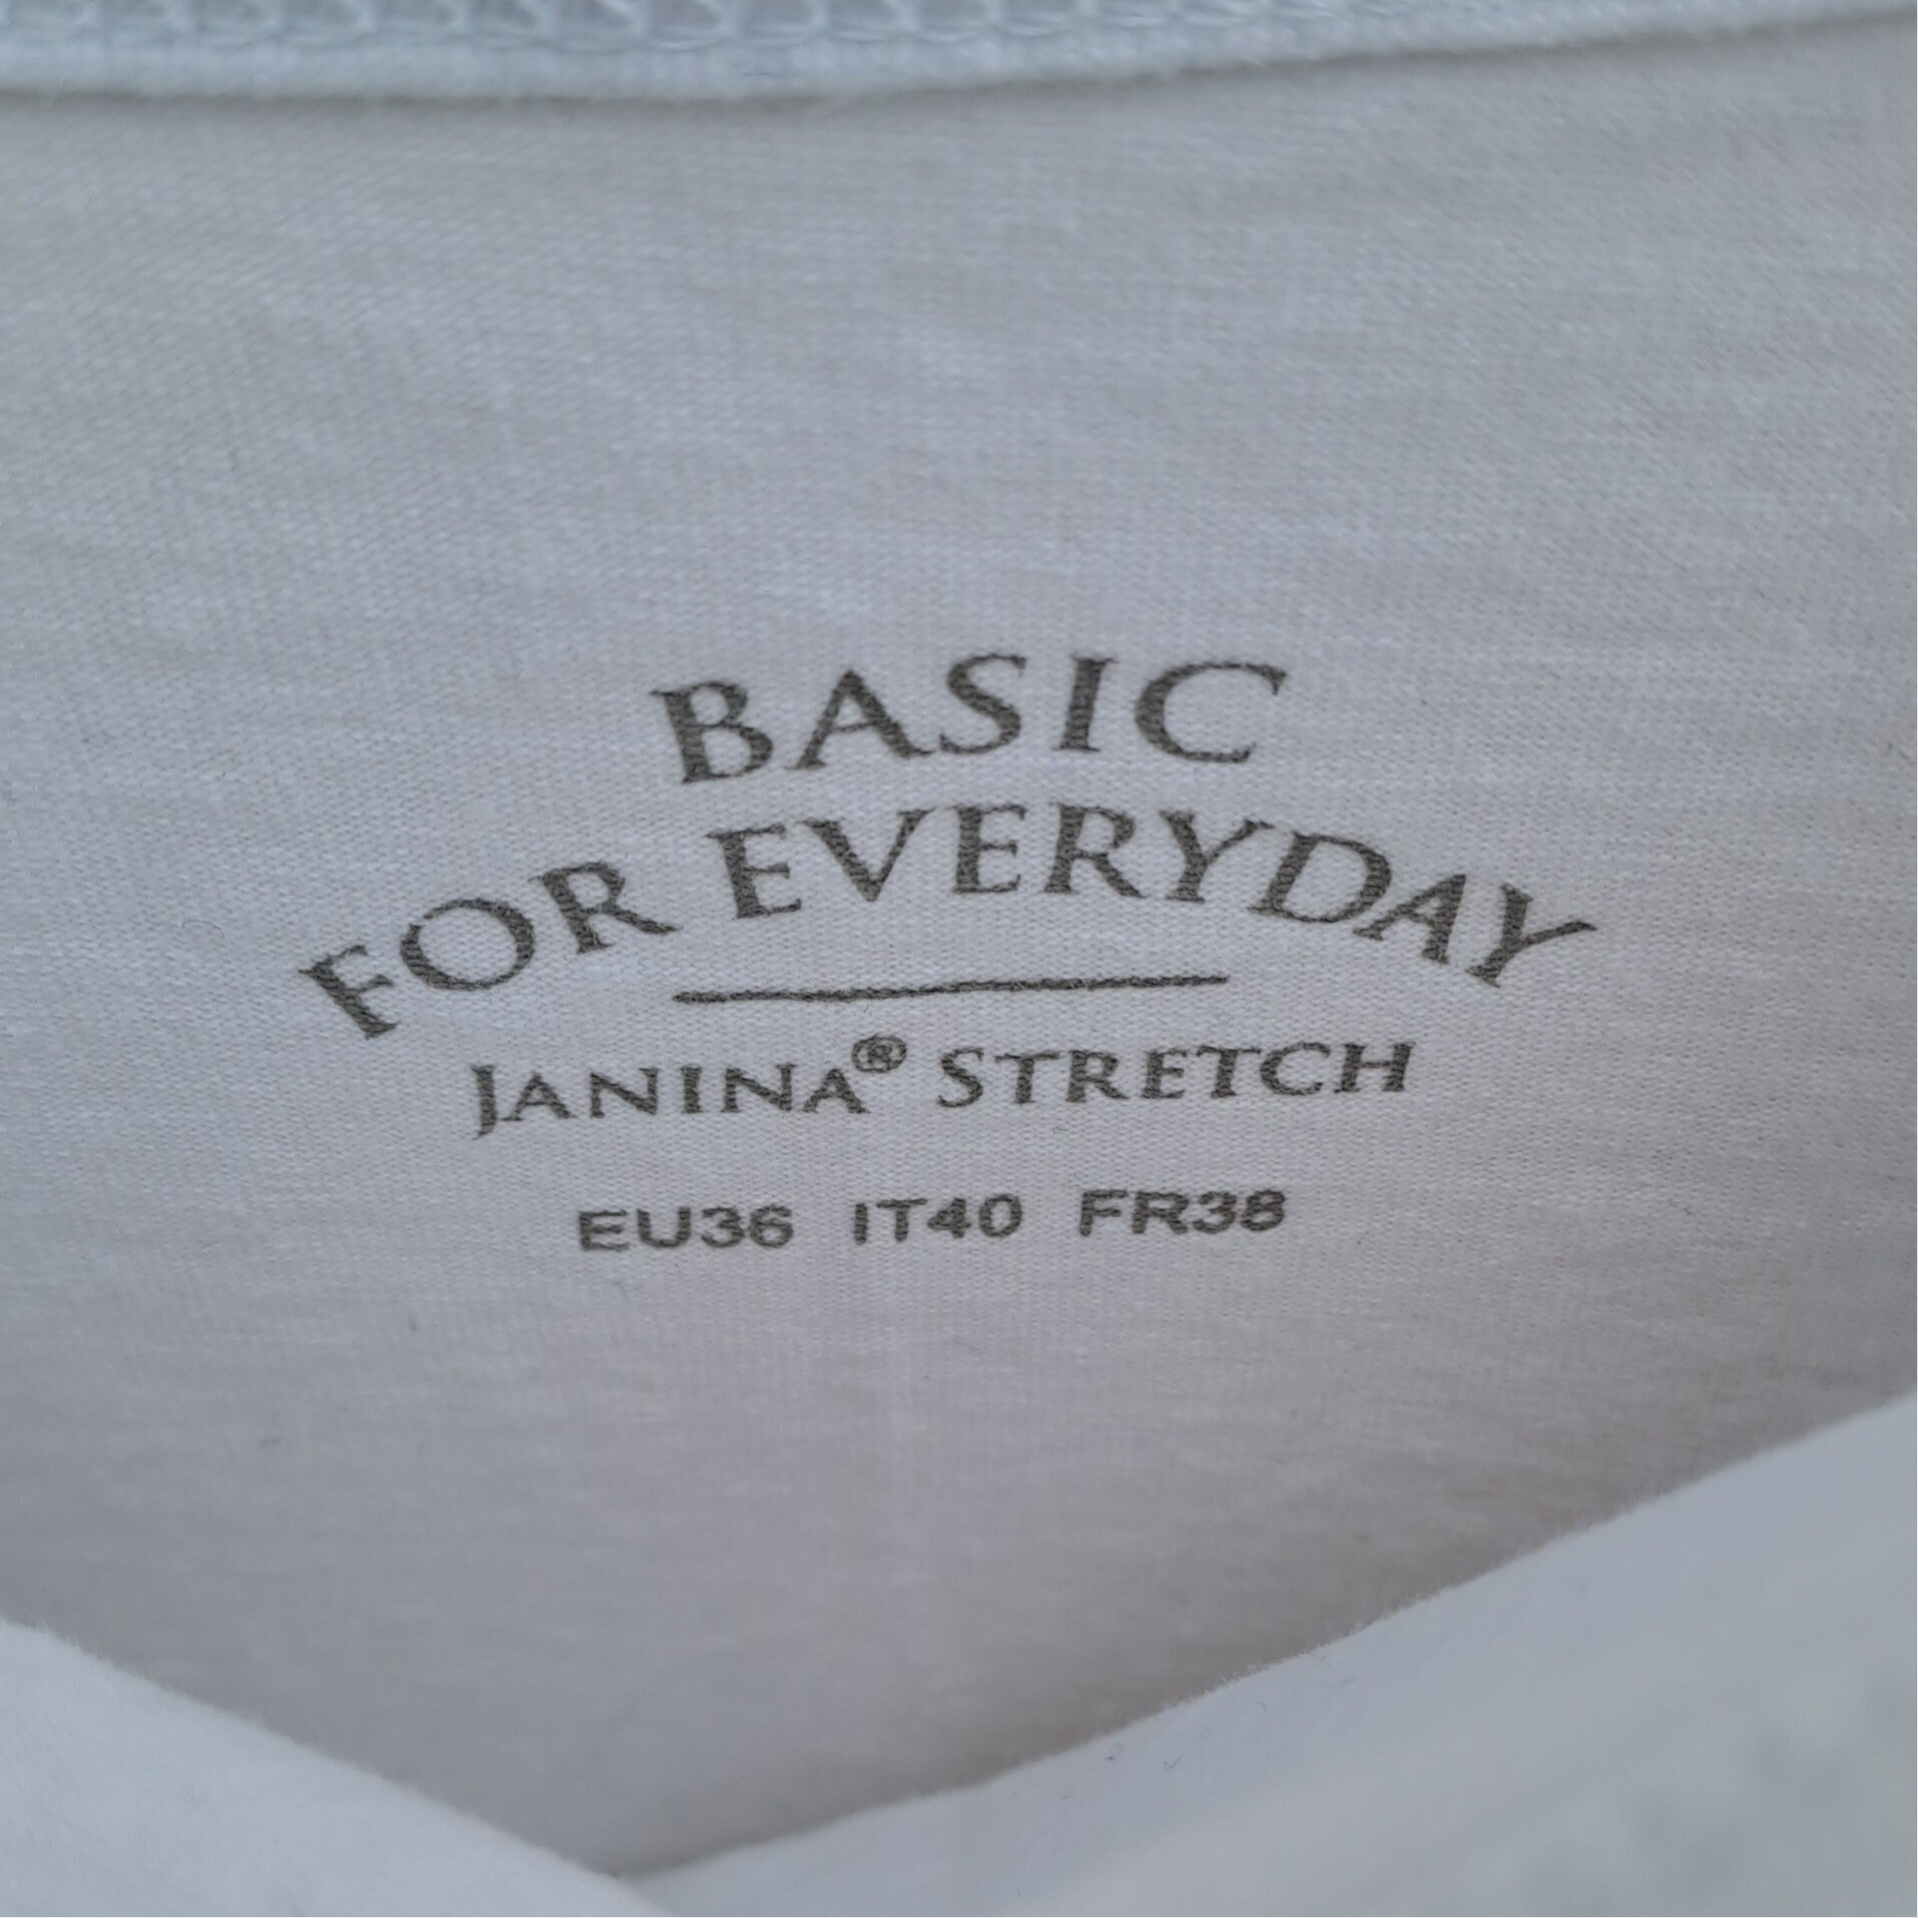 BASIC
FOR EVERYDAY
JANINA® STRETCH
EU36 IT40 FR38